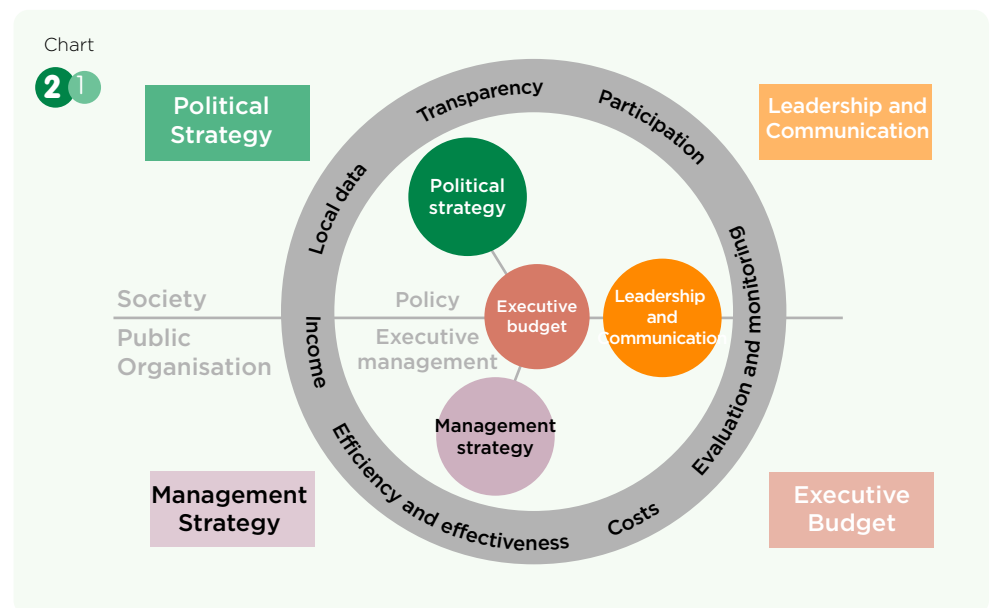 Chart
2 1
Political
Strategy
Leadership and
Communication
Transparency
Participation
Local data
Evaluation and monitoring
Income
Efficiency and effectiveness
Costs
Political
strategy
Society
Policy
Executive
budget
Leadership
and
Communication
Public
Organisation
Executive
management
Management
strategy
Management
Strategy
Executive
Budget